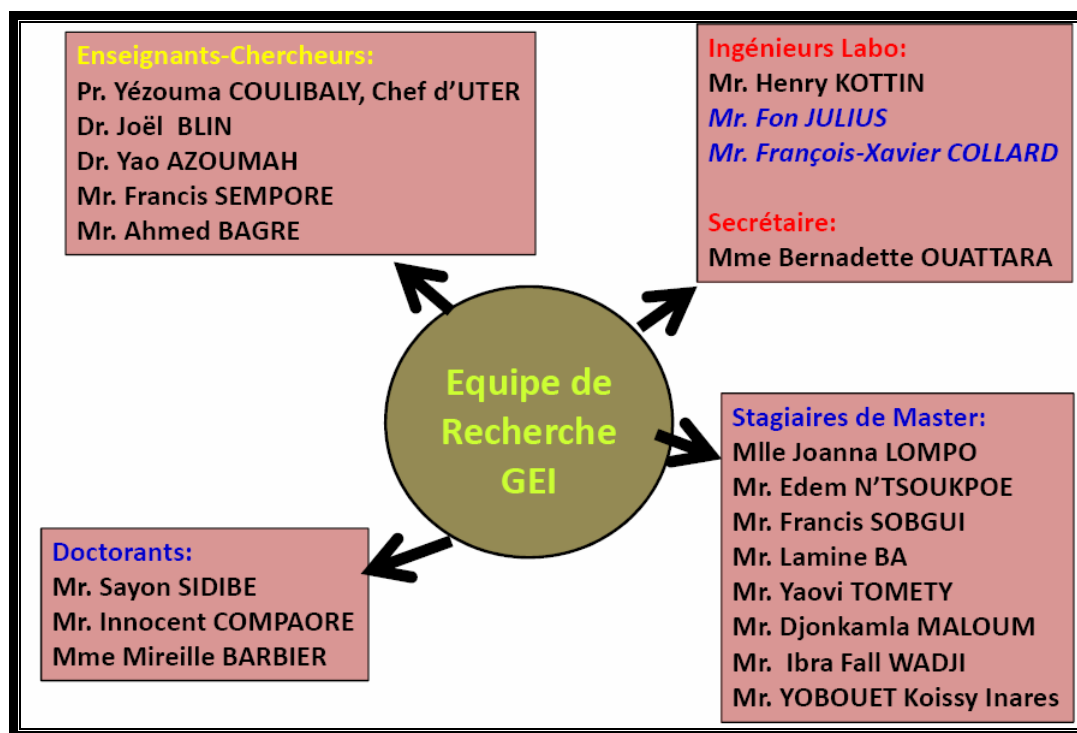 Enseignants-Chercheurs:
Pr. Yézouma COULIBALY, Chef d'UTER
Dr. Joël BLIN
Dr. Yao AZOUMAH
Mr. Francis SEMPORE
Mr. Ahmed BAGRE
Ingénieurs Labo:
Mr. Henry KOTTIN
Mr. Fon JULIUS
Mr. François-Xavier COLLARD
Secrétaire:
Mme Bernadette OUATTARA
Equipe de
Recherche
GEI
Doctorants:
Mr. Sayon SIDIBE
Mr. Innocent COMPAORE
Mme Mireille BARBIER
Stagiaires de Master:
Mlle Joanna LOMPO
Mr. Edem N'TSOUKPOE
Mr. Francis SOBGUI
Mr. Lamine BA
Mr. Yaovi TOMETY
Mr. Djonkamla MALOUM
Mr. Ibra Fall WADJI
Mr. YOBOUET Koissy Inares